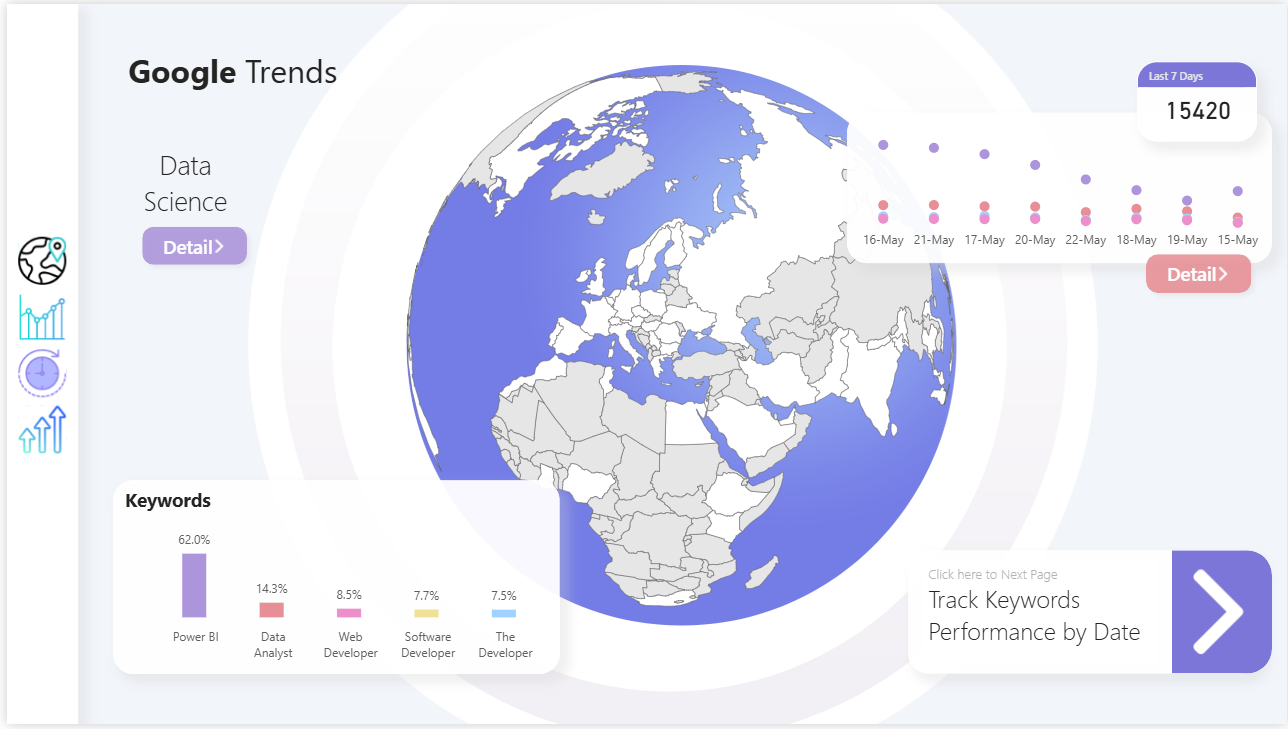 Google Trends
Data
Science
Detail
Last 7 Days
15420
16-May 21-May 17-May 20-May 22-May 18-May 19-May 15-May
Detail
Keywords
62.0%
14.3%
8.5%
7.7%
7.5%
Power BI
Data
Analyst
Web
Developer
Software
Developer
The
Developer
Click here to Next Page
Track Keywords
Performance by Date